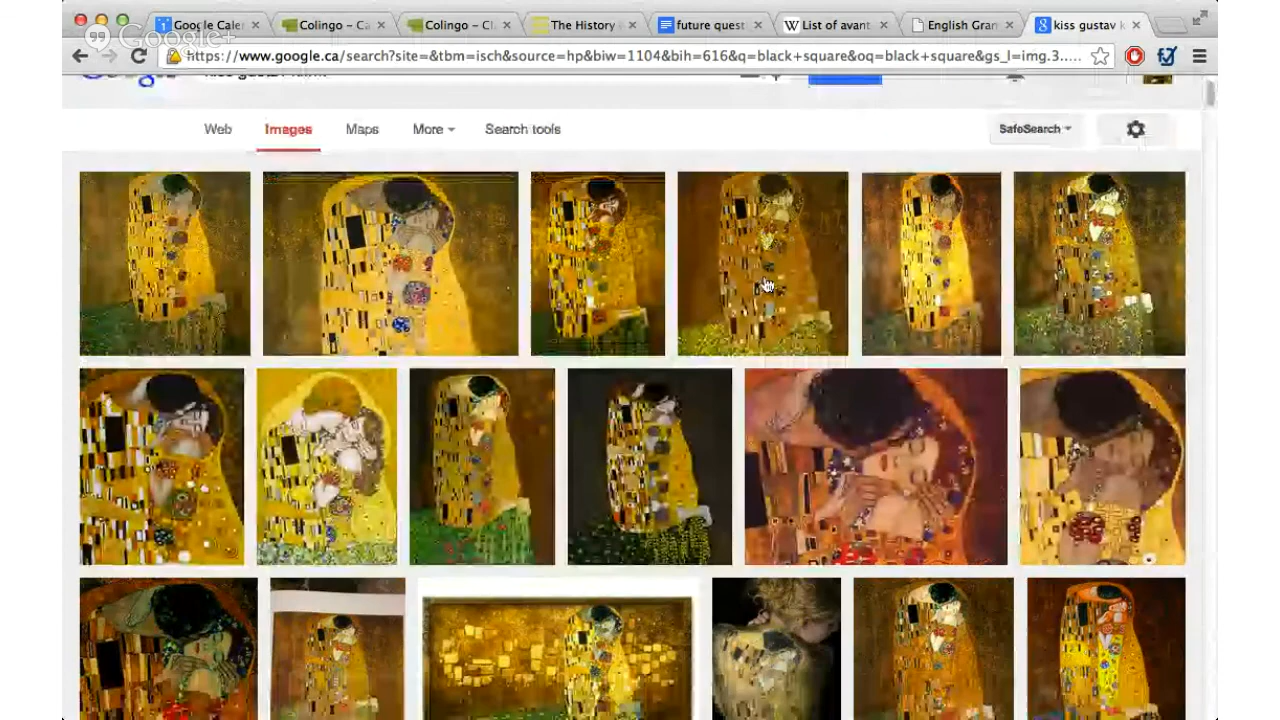 Google Cale
Colingo ~ Ca
Colingo ~ Cl
The History
future quest
List of avant
English Gran
kiss gustav k
Google+
https://www.google.ca/search?site=&tbm=isch&source=hp&biw=1104&bih=616&q=black+square&oq=black+square&gs_l=img.3.....
Web
Images
Maps
More
Search tools
SafeSearch